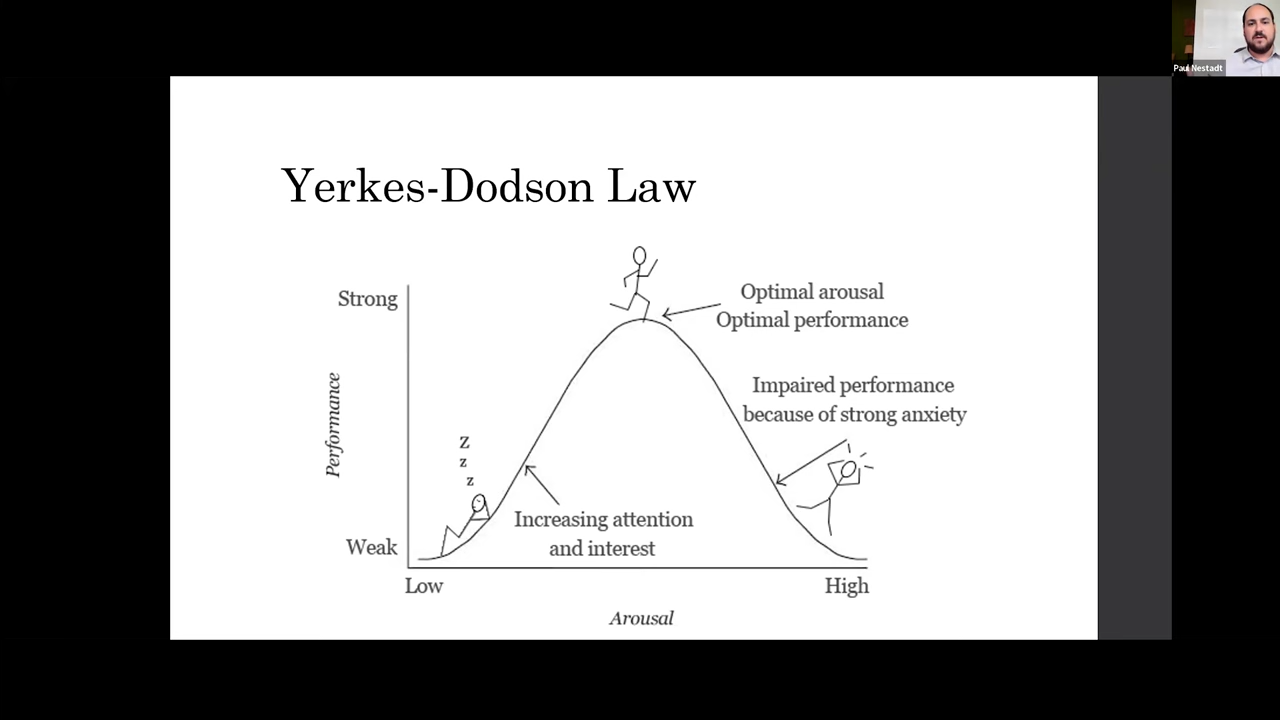 Paul Nestadt
Yerkes-Dodson Law
Strong
Optimal arousal
Optimal performance
Performance
Impaired performance
because of strong anxiety
z
z
z
Increasing attention
and interest
Weak
Low
High
Arousal